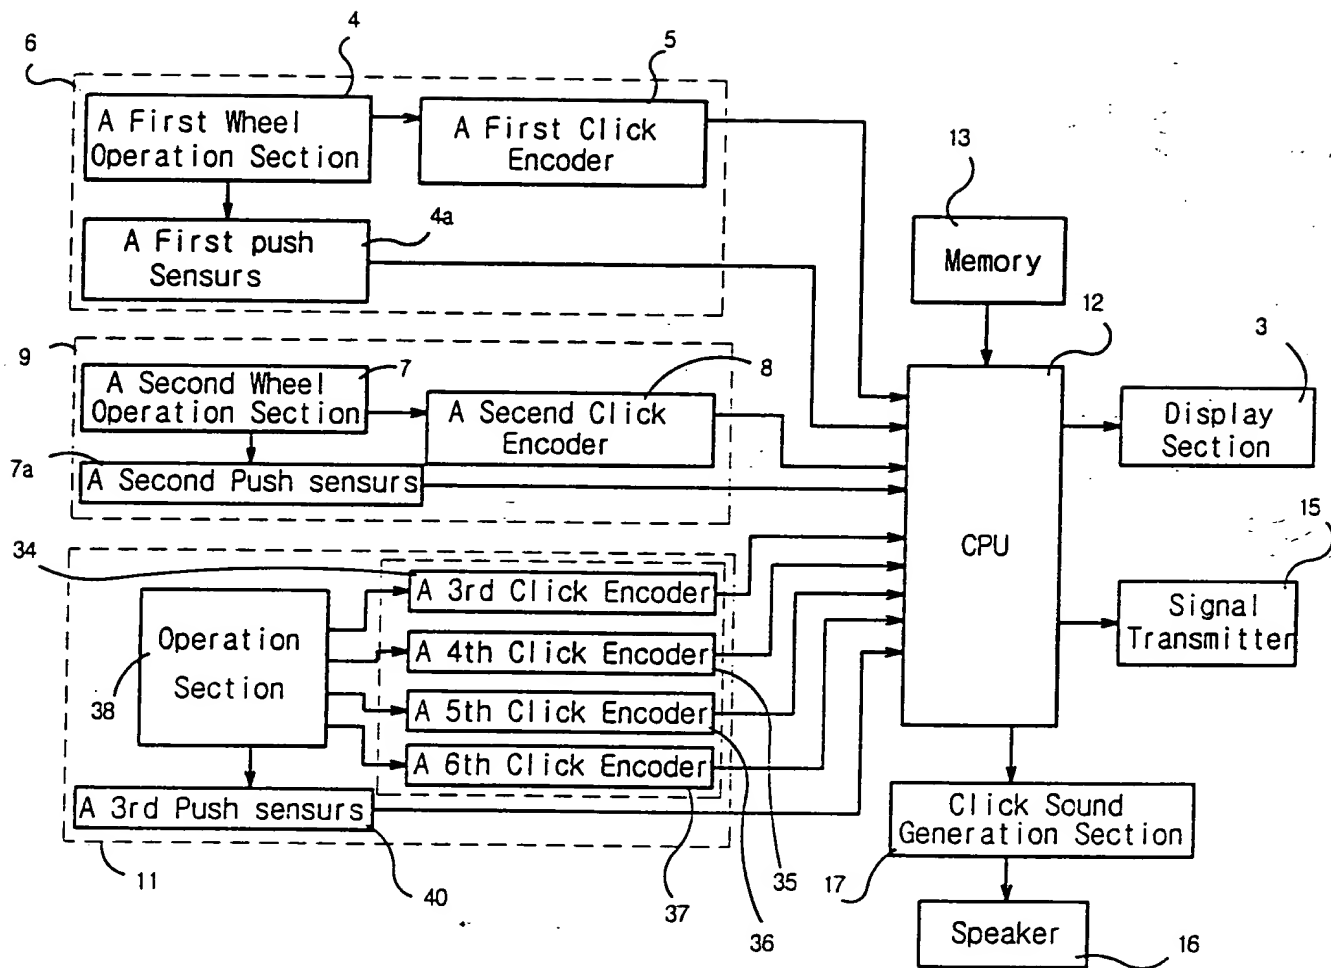 6
4
5
A First Wheel
Operation Section
A First Click
Encoder
4a
A First push
Sensurs
13
Memory
12
3
9
A Second Wheel
Operation Section
7
8
A Secend Click
Encoder
Display
Section
7a
A Second Push sensurs
CPU
15
34
A 3rd Click Encoder
Signal
Transmitter
Operation
Section
A 4th Click Encoder
38
A 5th Click Encoder
A 6th Click Encoder
A 3rd Push sensurs
Click Sound
Generation Section
11
40
37
36
35
17
Speaker
16